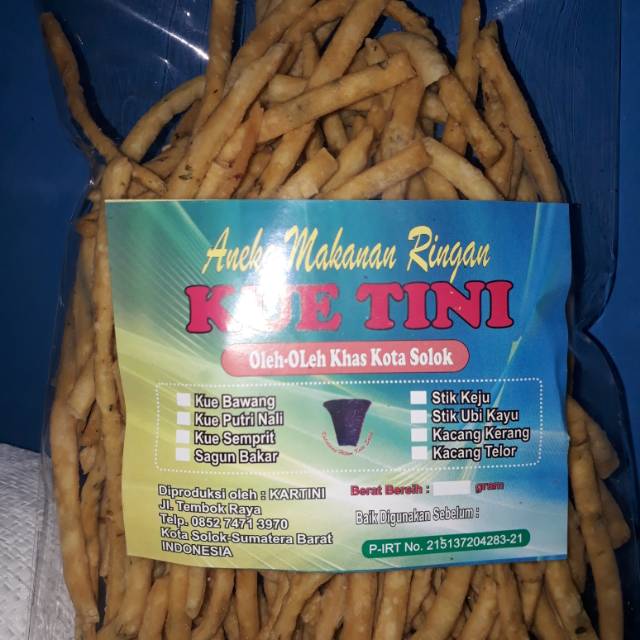 Aneka Makanan Ringan
KUE TINI
Oleh-OLeh Khas Kota Solok
Kue Bawang
Kue Putri Nali
Kue Semprit
Sagun Bakar
Stik Keju
Stik Ubi Kayu
Kacang Kerang
Kacang Telor
Diproduksi oleh : KARTINI
Jl. Tembok Raya
Telp. 0852 7471 3970
Kota Solok-Sumatera Barat
INDONESIA
Berat Bersih : gram
Baik Digunakan Sebelum :
P-IRT No. 215137204283-21